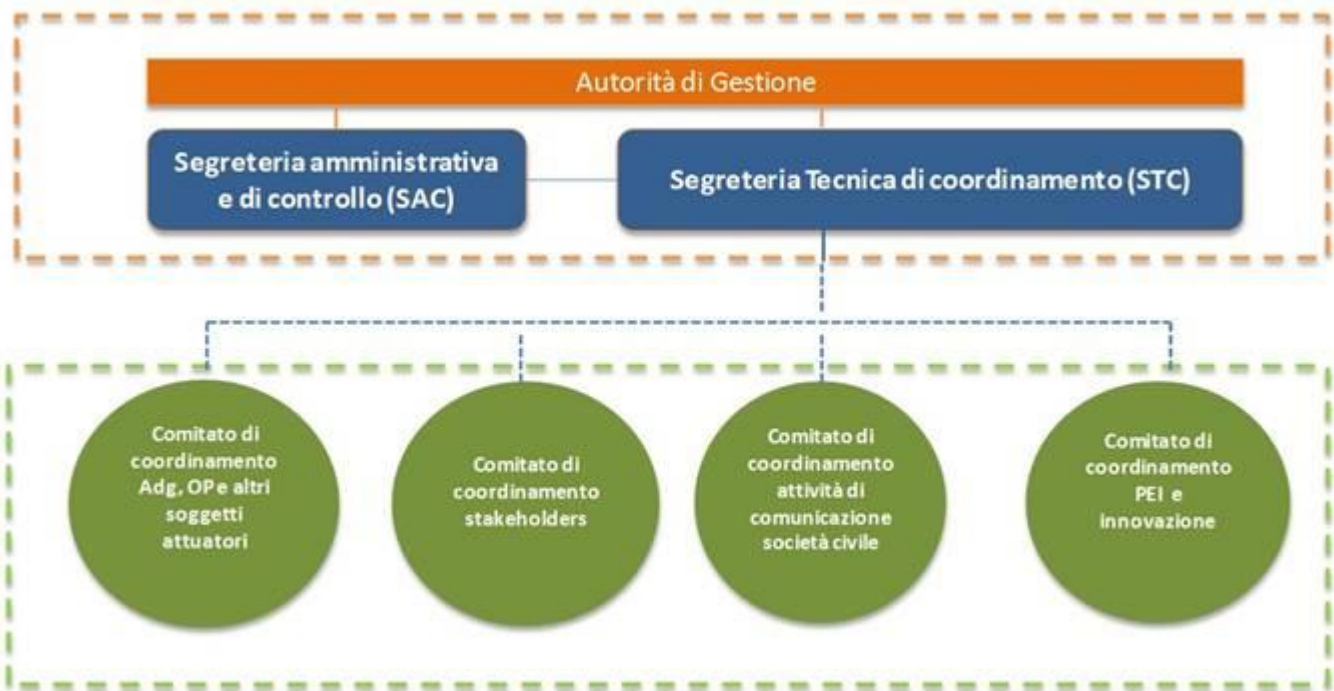 Autorità di Gestione
Segreteria amministrativa
e di controllo (SAC)
Segreteria Tecnica di coordinamento (STC)
Comitato di
coordinamento
Adg, OP e altri
soggetti
attuatori
Comitato di
coordinamento
stakeholders
Comitato di
coordinamento
attività di
comunicazione
società civile
Comitato di
coordinamento
PEI e
innovazione